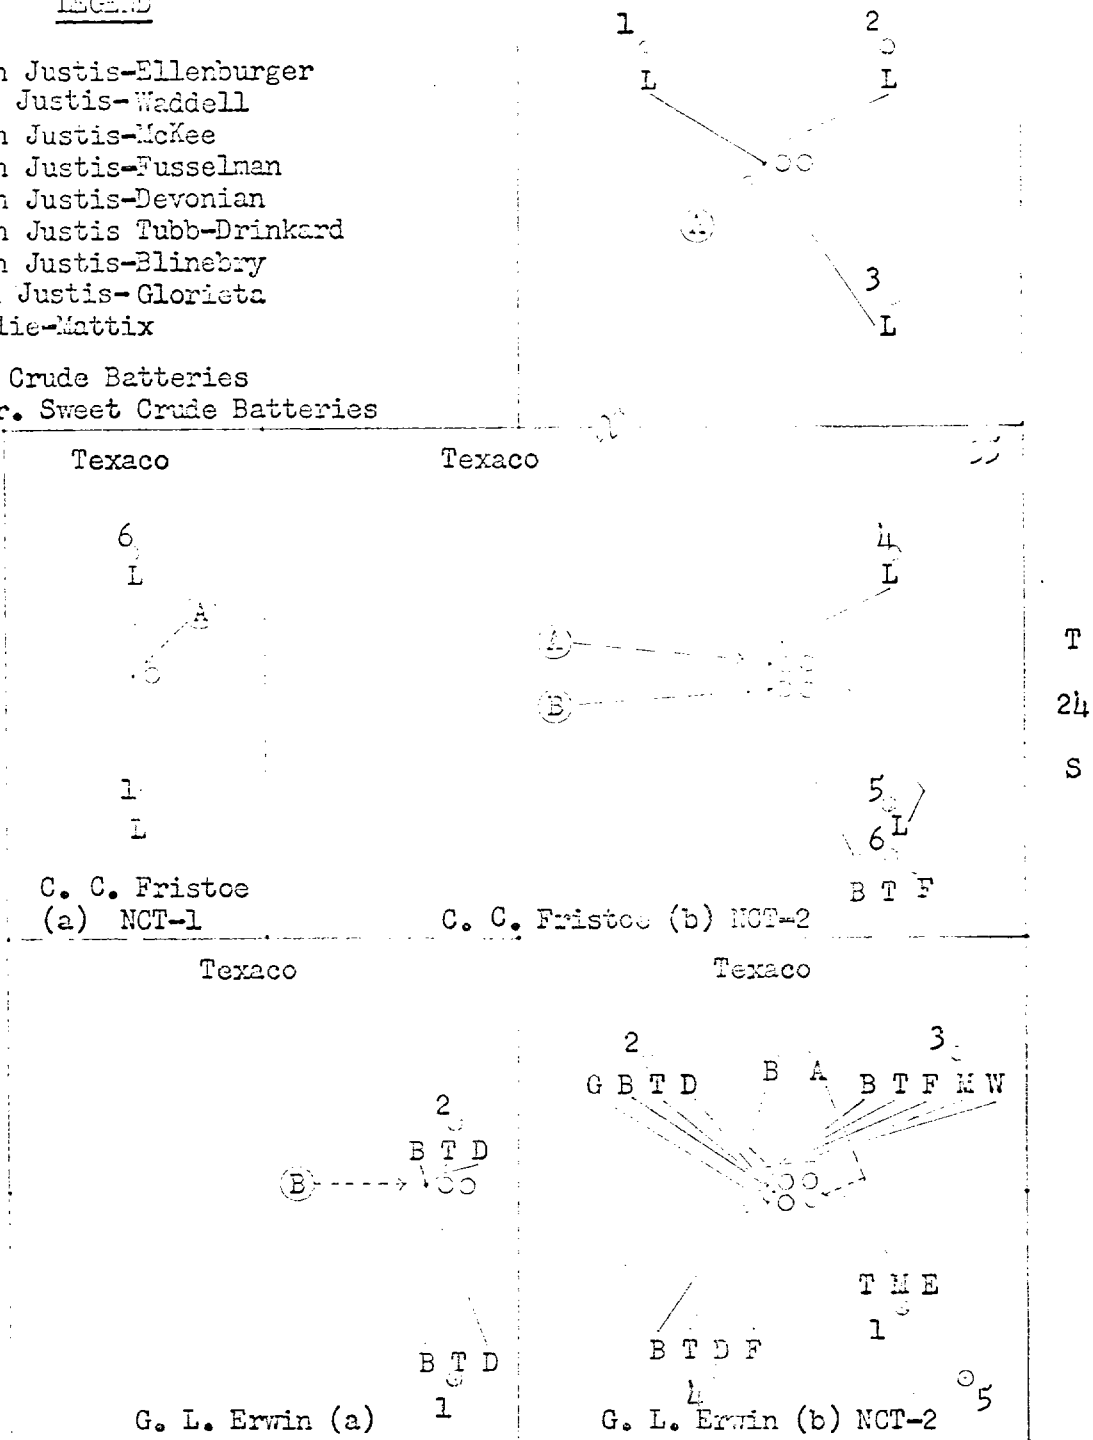 LEGEND
n Justis-Ellenburger
Justis-Waddell
n Justis-McKee
n Justis-Fusselman
n Justis-Devonian
n Justis Tubb-Drinkard
n Justis-Blinebry
Justis-Glorieta
lie-Mattix
Crude Batteries
r. Sweet Crude Batteries
1 2
L L
A
3
L
Texaco Texaco
6 4
L L
A
A
B
T
24
S
1 5
L L
6
B T F
C. C. Fristoe
(a) NCT-1 C. C. Fristoe (b) NCT-2
Texaco Texaco
2 3
G B T D B A B T F M W
2
B T D
B
T M E
1
B T D F
B T D
4 5
1
G. L. Erwin (a) G. L. Erwin (b) NCT-2